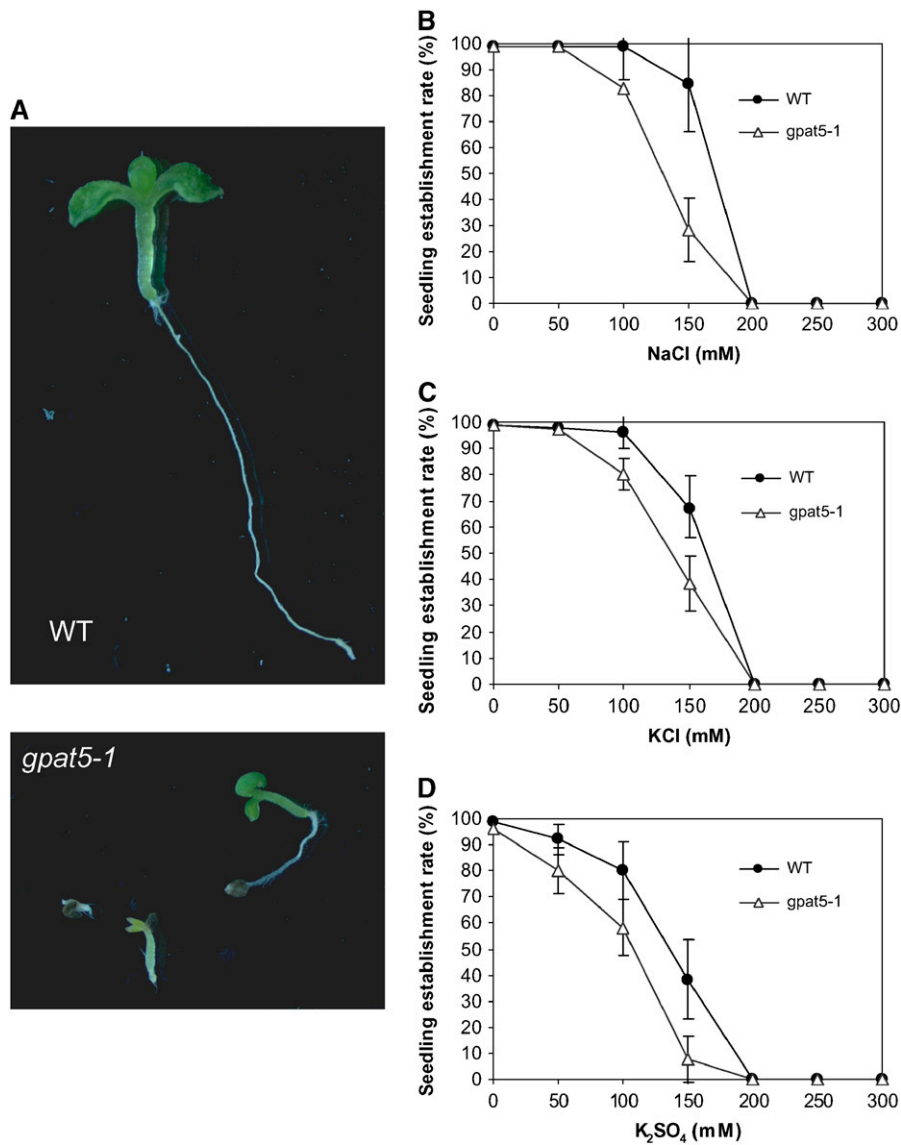 A
WT
gpat5-1
B
Seedling establishment rate (%)
100
90
80
70
60
50
40
30
20
10
0
0 50 100 150 200 250 300
NaCl (mM)
WT
gpat5-1
C
Seedling establishment rate (%)
100
90
80
70
60
50
40
30
20
10
0
0 50 100 150 200 250 300
KCl (mM)
WT
gpat5-1
D
Seedling establishment rate (%)
100
90
80
70
60
50
40
30
20
10
0
0 50 100 150 200 250 300
K₂SO₄ (mM)
WT
gpat5-1